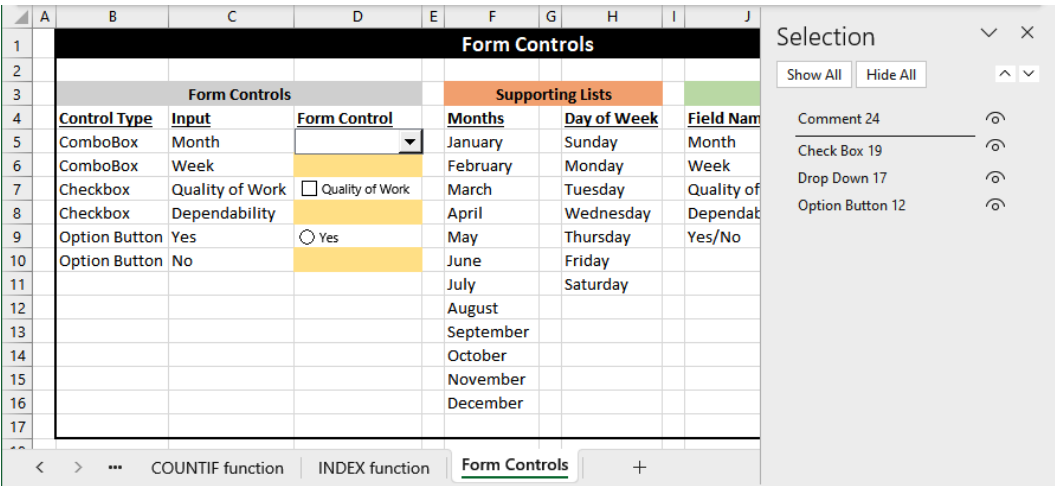 A B C D E F G H I J
1 Form Controls
2
3 Form Controls Supporting Lists
4 Control Type Input Form Control Months Day of Week Field Nam
5 ComboBox Month January Sunday Month
6 ComboBox Week February Monday Week
7 Checkbox Quality of Work Quality of Work March Tuesday Quality of
8 Checkbox Dependability April Wednesday Dependab
9 Option Button Yes Yes May Thursday Yes/No
10 Option Button No June Friday
11 July Saturday
12 August
13 September
14 October
15 November
16 December
17
COUNTIF function INDEX function Form Controls
Selection
Show All Hide All
Comment 24
Check Box 19
Drop Down 17
Option Button 12